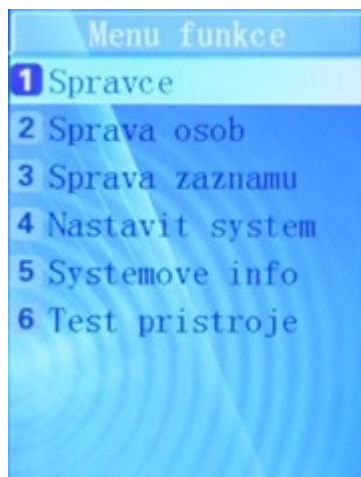 Menu funkce
1 Spravce
2 Sprava osob
3 Sprava zaznamu
4 Nastavit system
5 Systemove info
6 Test pristroje